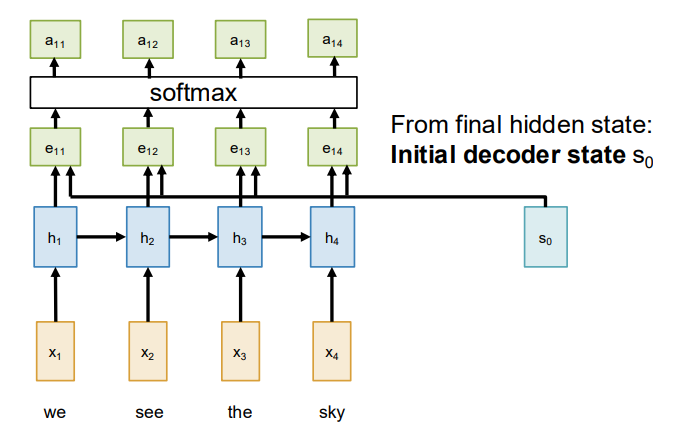 a₁₁ a₁₂ a₁₃ a₁₄
softmax
From final hidden state:
e₁₁ e₁₂ e₁₃ e₁₄
Initial decoder state s₀
h₁ h₂ h₃ h₄ s₀
x₁ x₂ x₃ x₄
we see the sky